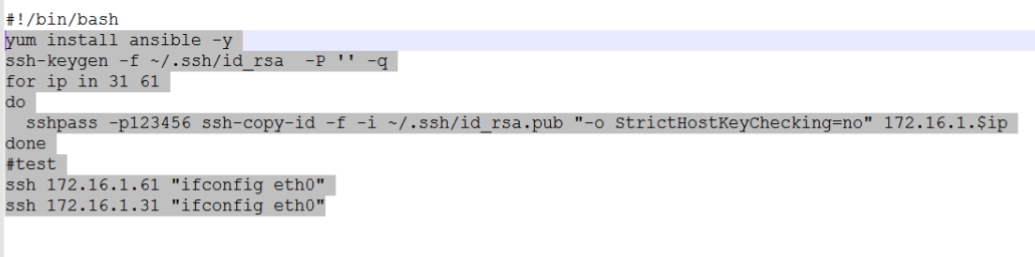 #!/bin/bash
yum install ansible -y
ssh-keygen -f ~/.ssh/id_rsa  -P '' -q
for ip in 31 61
do
  sshpass -p123456 ssh-copy-id -f -i ~/.ssh/id_rsa.pub "-o StrictHostKeyChecking=no" 172.16.1.$ip
done
#test
ssh 172.16.1.61 "ifconfig eth0"
ssh 172.16.1.31 "ifconfig eth0"